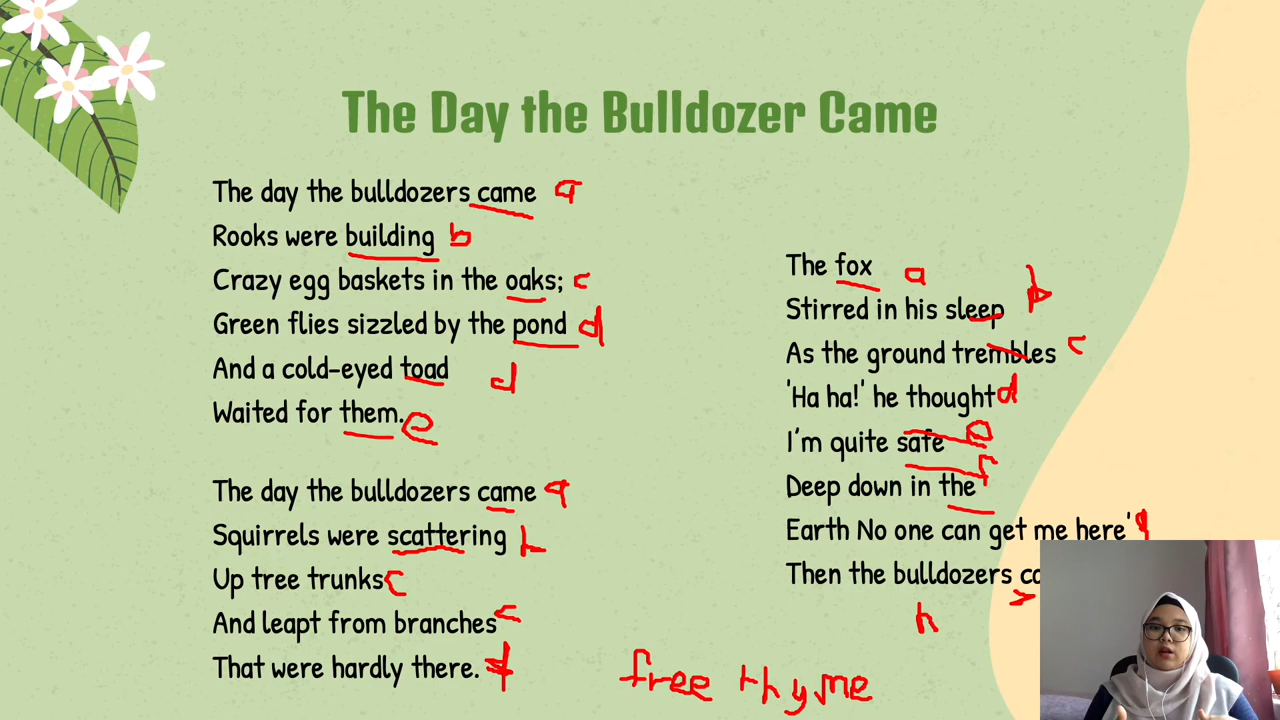 The Day the Bulldozer Came
The day the bulldozers came a
Rooks were building b
Crazy egg baskets in the oaks; c
Green flies sizzled by the pond d
And a cold-eyed toad d
Waited for them. e
The day the bulldozers came a
Squirrels were scattering b
Up tree trunks c
And leapt from branches c
That were hardly there. d
The fox a
Stirred in his sleep b
As the ground trembles c
'Ha ha!' he thought d
I'm quite safe e
Deep down in the f
Earth No one can get me here' g
Then the bulldozers
h
free rhyme